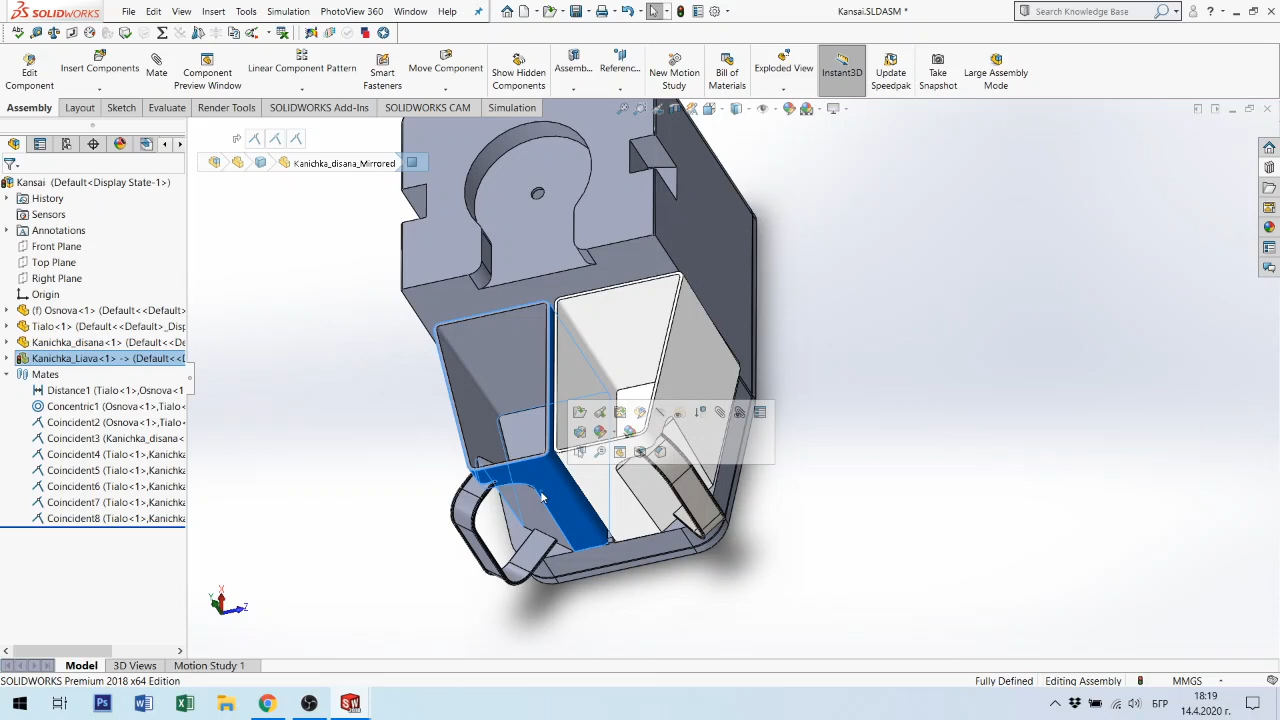 SOLIDWORKS
File Edit View Insert Tools Simulation PhotoView 360 Window Help
Kansai.SLDASM *
Search Knowledge Base
Edit Component
Insert Components
Mate
Component Preview Window
Linear Component Pattern
Smart Fasteners
Move Component
Show Hidden Components
Assemb...
Referenc...
New Motion Study
Bill of Materials
Exploded View
Instant3D
Update Speedpak
Take Snapshot
Large Assembly Mode
Assembly Layout Sketch Evaluate Render Tools SOLIDWORKS Add-Ins SOLIDWORKS CAM Simulation
Kanichka_disana_Mirrored
Kansai (Default<Display State-1>)
History
Sensors
Annotations
Front Plane
Top Plane
Right Plane
Origin
(f) Osnova<1> (Default<<Default>
Tialo<1> (Default<<Default>_Disp
Kanichka_disana<1> (Default<<D
Kanichka_Liava<1> -> (Default<<D
Mates
Distance1 (Tialo<1>,Osnova<1
Concentric1 (Osnova<1>,Tialo
Coincident2 (Osnova<1>,Tialo
Coincident3 (Kanichka_disana<
Coincident4 (Tialo<1>,Kanichka
Coincident5 (Tialo<1>,Kanichka
Coincident6 (Tialo<1>,Kanichka
Coincident7 (Tialo<1>,Kanichka
Coincident8 (Tialo<1>,Kanichka
X
Y
Z
Model 3D Views Motion Study 1
SOLIDWORKS Premium 2018 x64 Edition
Fully Defined Editing Assembly MMGS
БГР
18:19
14.4.2020 г.